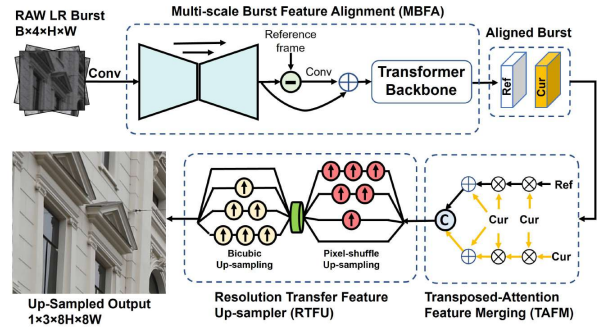 RAW LR Burst
B×4×H×W
Multi-scale Burst Feature Alignment (MBFA)
Conv
Reference
frame
Conv
Transformer
Backbone
Aligned Burst
Ref
Cur
Ref
Cur
Cur
Cur
C
Bicubic
Up-sampling
Pixel-shuffle
Up-sampling
Up-Sampled Output
1×3×8H×8W
Resolution Transfer Feature
Up-sampler (RTFU)
Transposed-Attention
Feature Merging (TAFM)